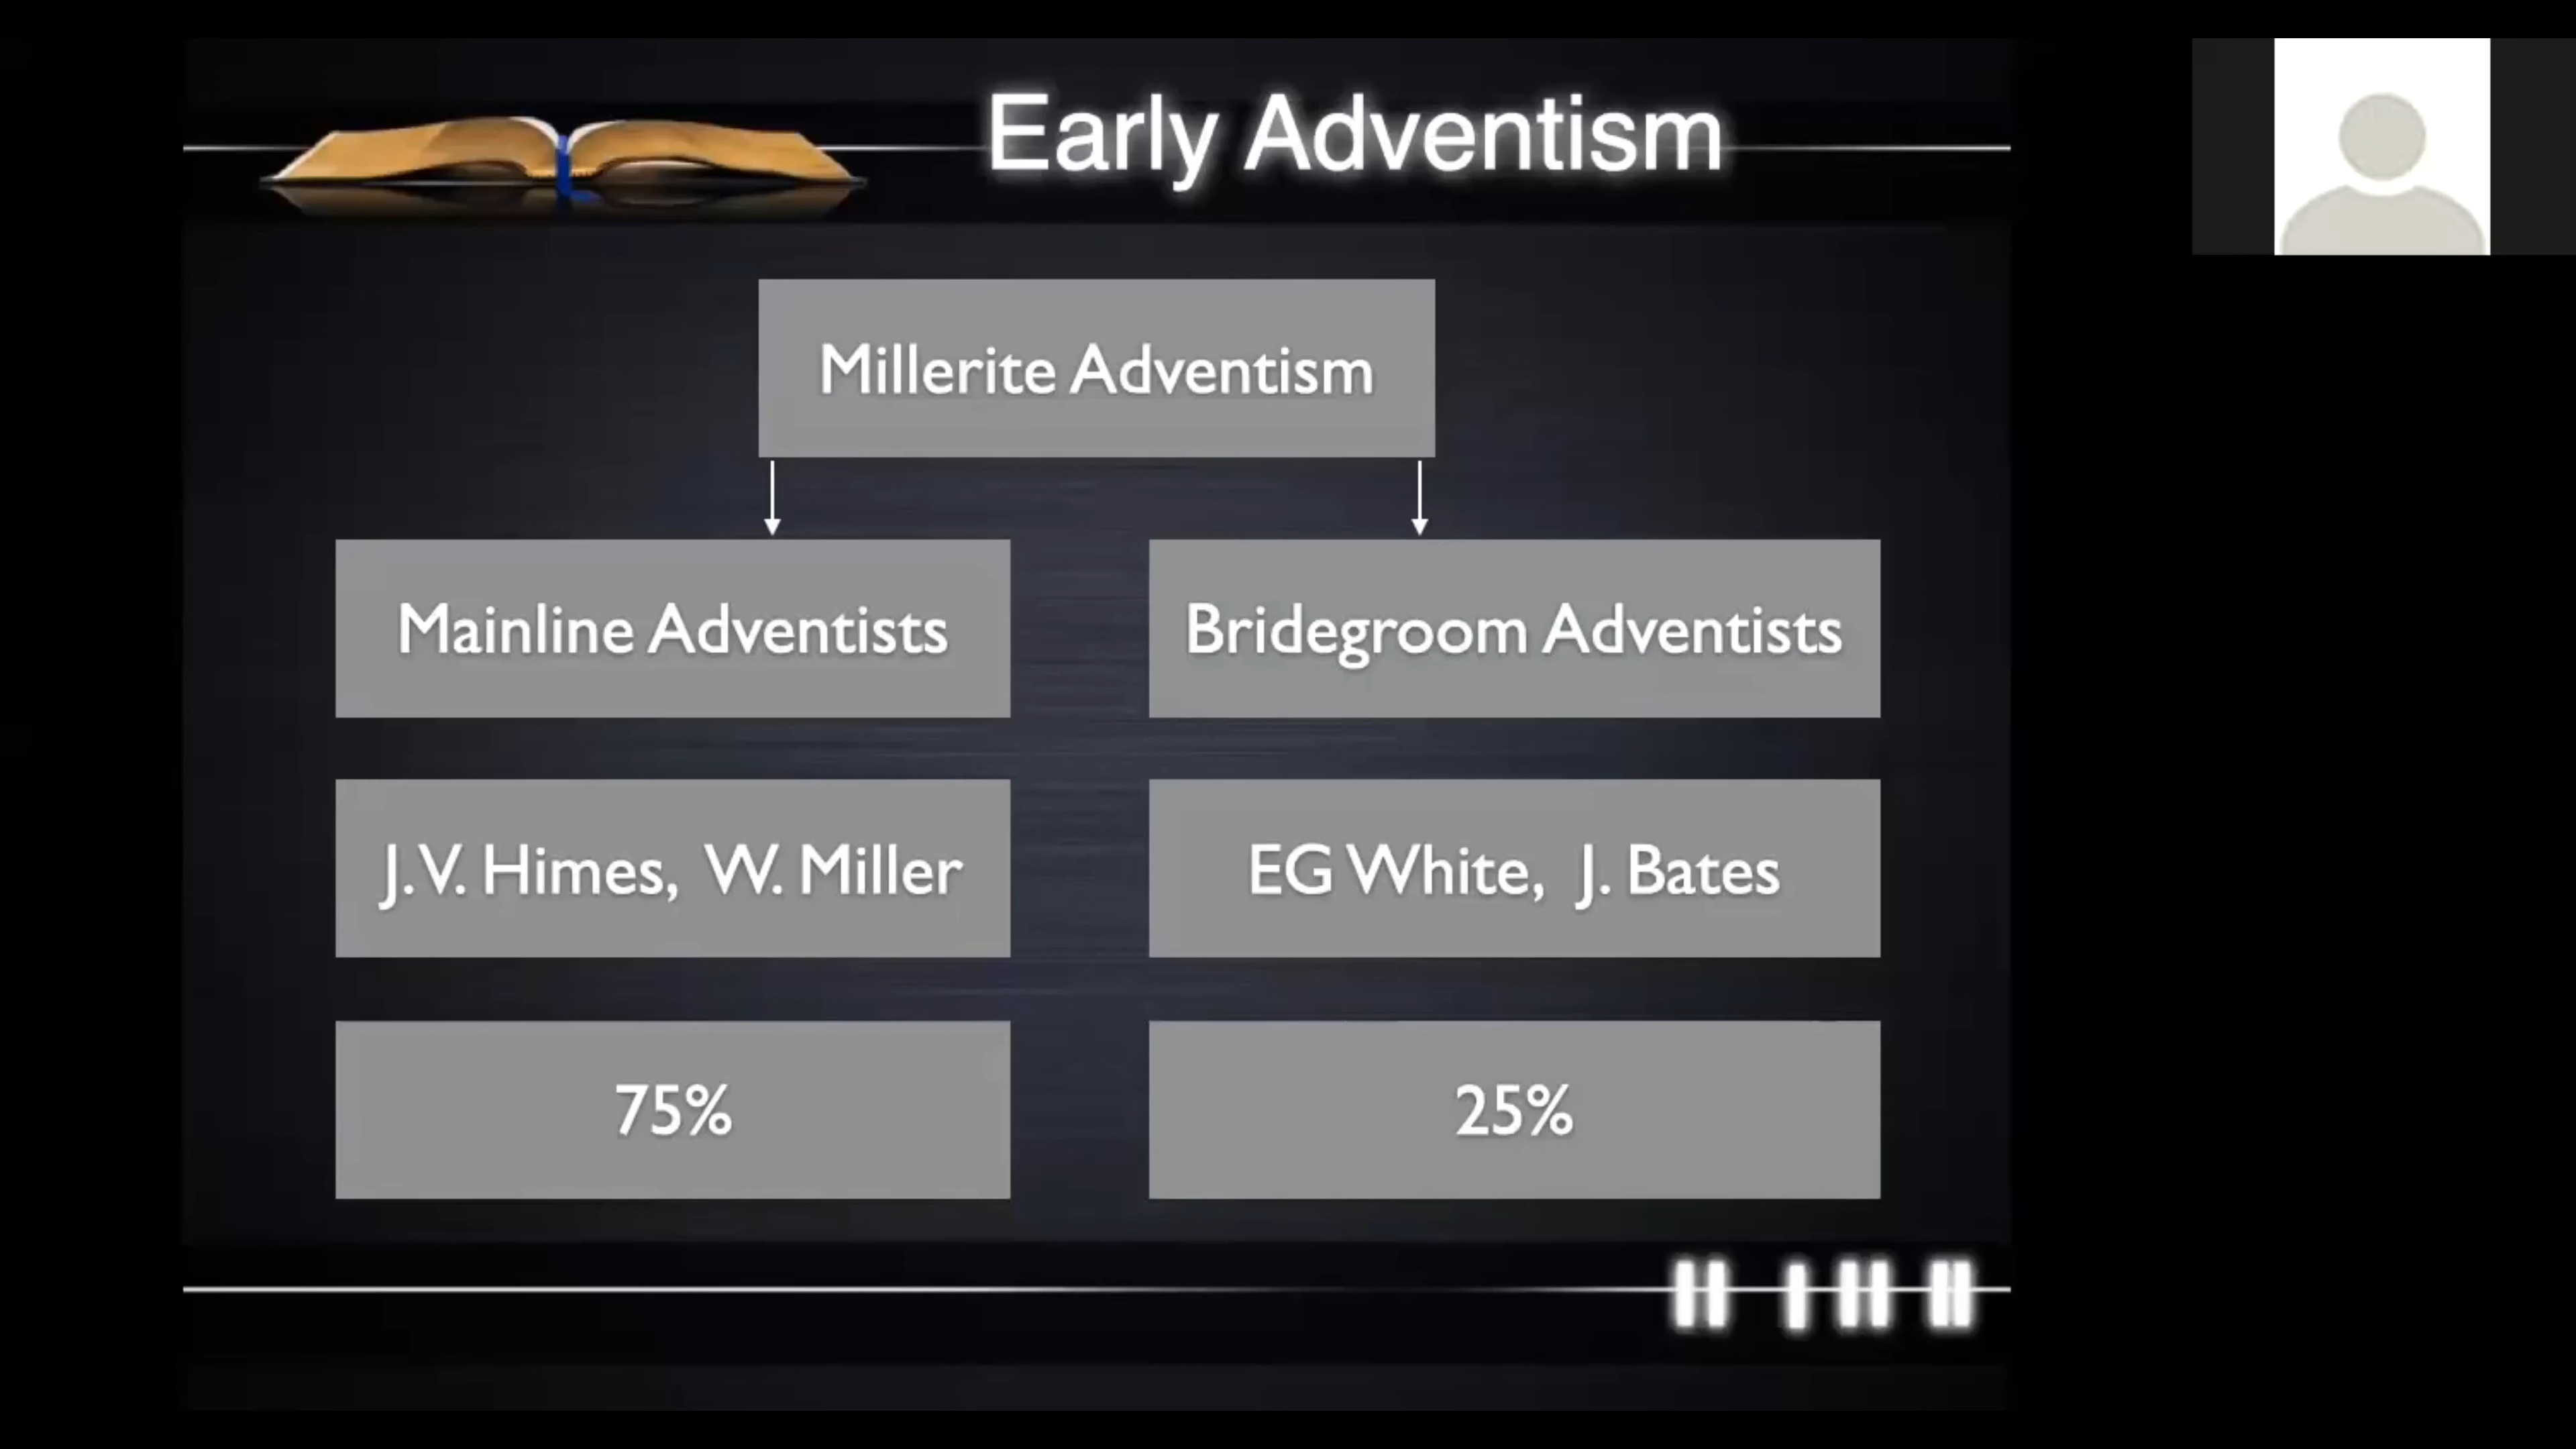 Early Adventism
Millerite Adventism
Mainline Adventists
Bridegroom Adventists
J.V. Himes, W. Miller
EG White, J. Bates
75%
25%